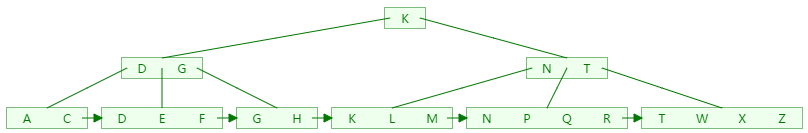 K
D G N T
A C D E F G H K L M N P Q R T W X Z